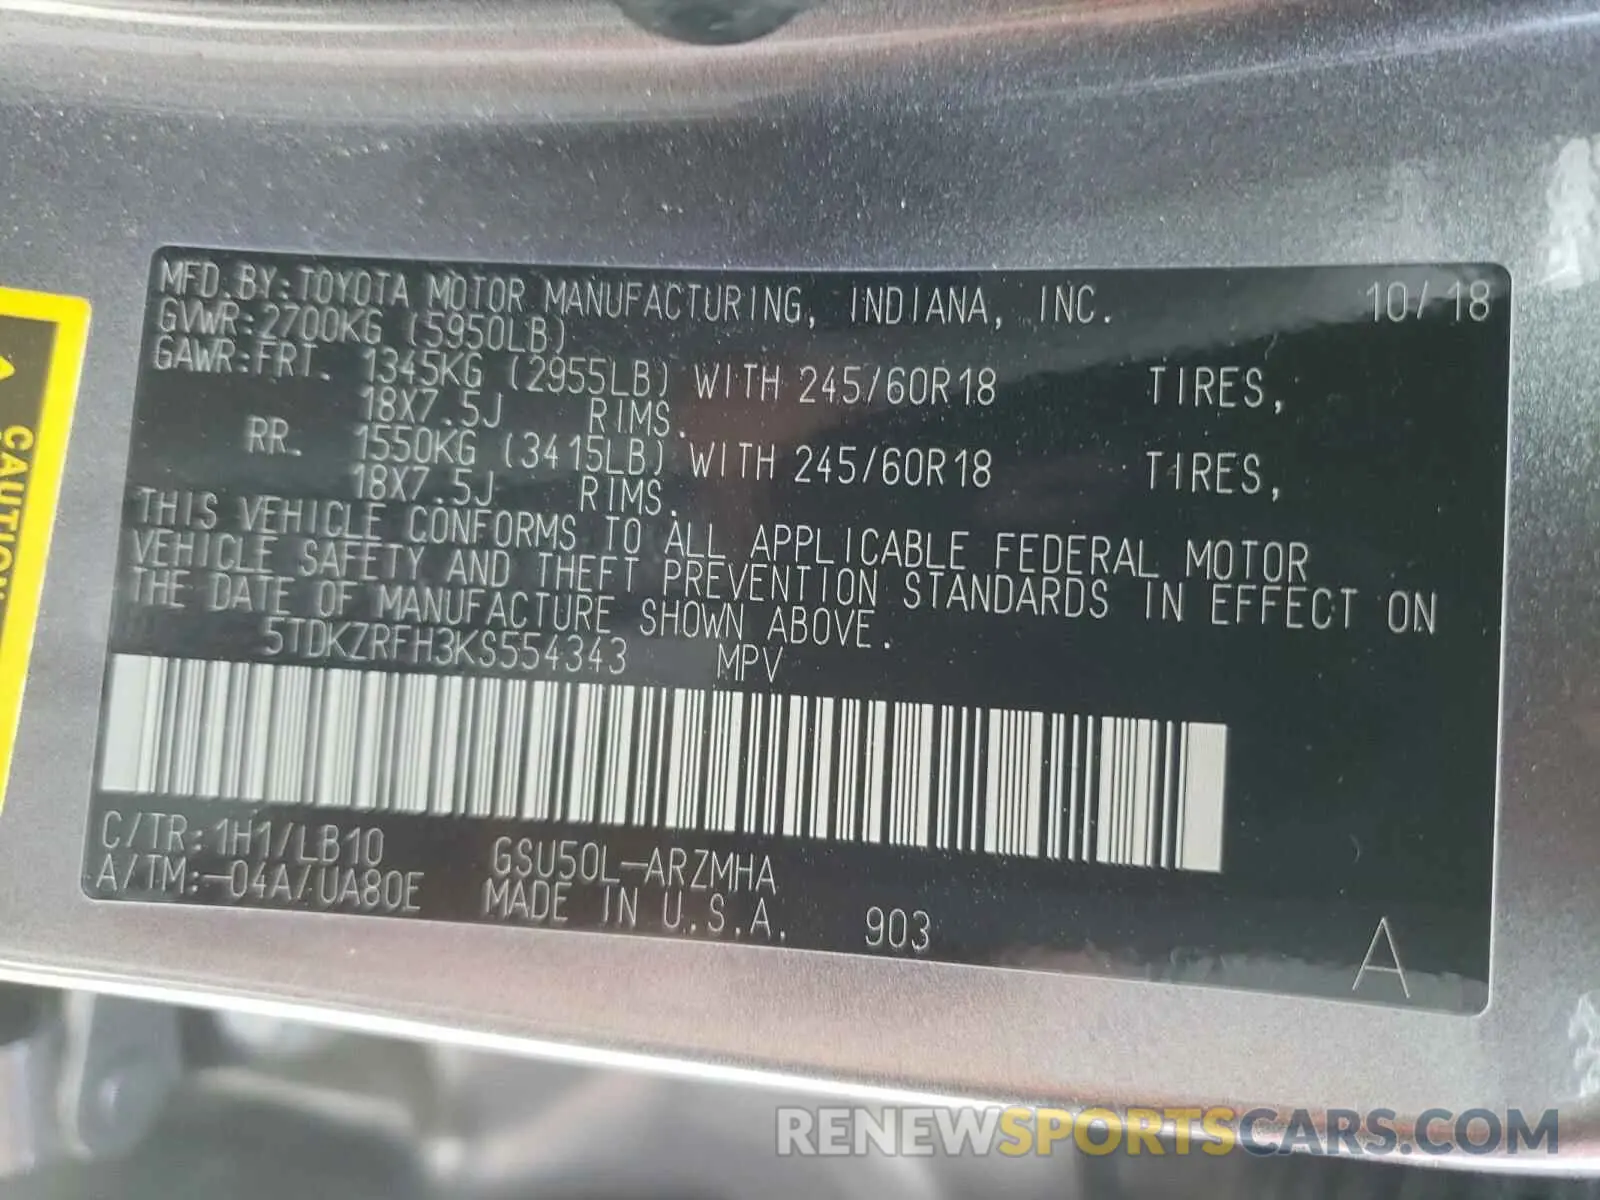 MFD.BY:TOYOTA MOTOR MANUFACTURING, INDIANA, INC. 10/18
GVWR:2700KG (5950LB)
GAWR:FRT. 1345KG (2955LB) WITH 245/60R18 TIRES,
18X7.5J RIMS.
RR. 1550KG (3415LB) WITH 245/60R18 TIRES,
18X7.5J RIMS.
THIS VEHICLE CONFORMS TO ALL APPLICABLE FEDERAL MOTOR
VEHICLE SAFETY AND THEFT PREVENTION STANDARDS IN EFFECT ON
THE DATE OF MANUFACTURE SHOWN ABOVE.
5TDKZRFH3KS554343 MPV
C/TR:1H1/LB10 GSU50L-ARZMHA
A/TM:-04A/UA80E MADE IN U.S.A. 903
A
CAUTION
RENEWSPORTSCARS.COM